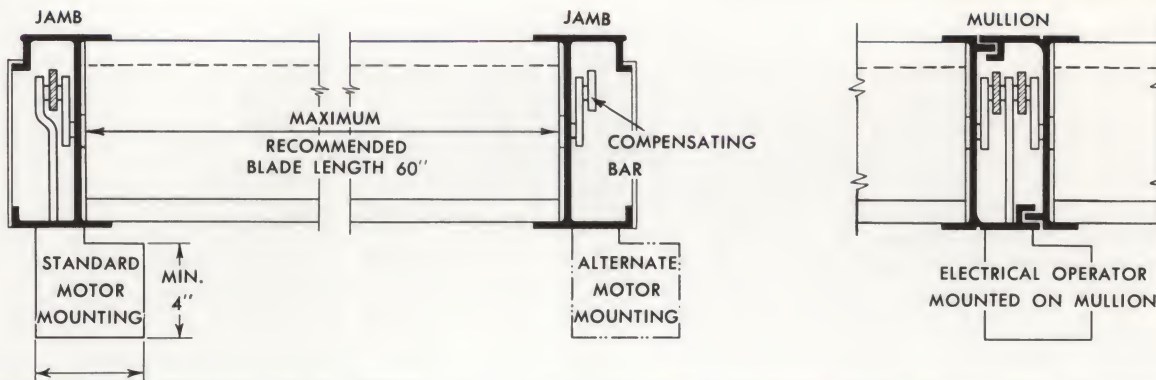 JAMB
JAMB
MULLION
MAXIMUM
RECOMMENDED
BLADE LENGTH 60"
COMPENSATING
BAR
STANDARD
MOTOR
MOUNTING
MIN.
4"
ALTERNATE
MOTOR
MOUNTING
ELECTRICAL OPERATOR
MOUNTED ON MULLION